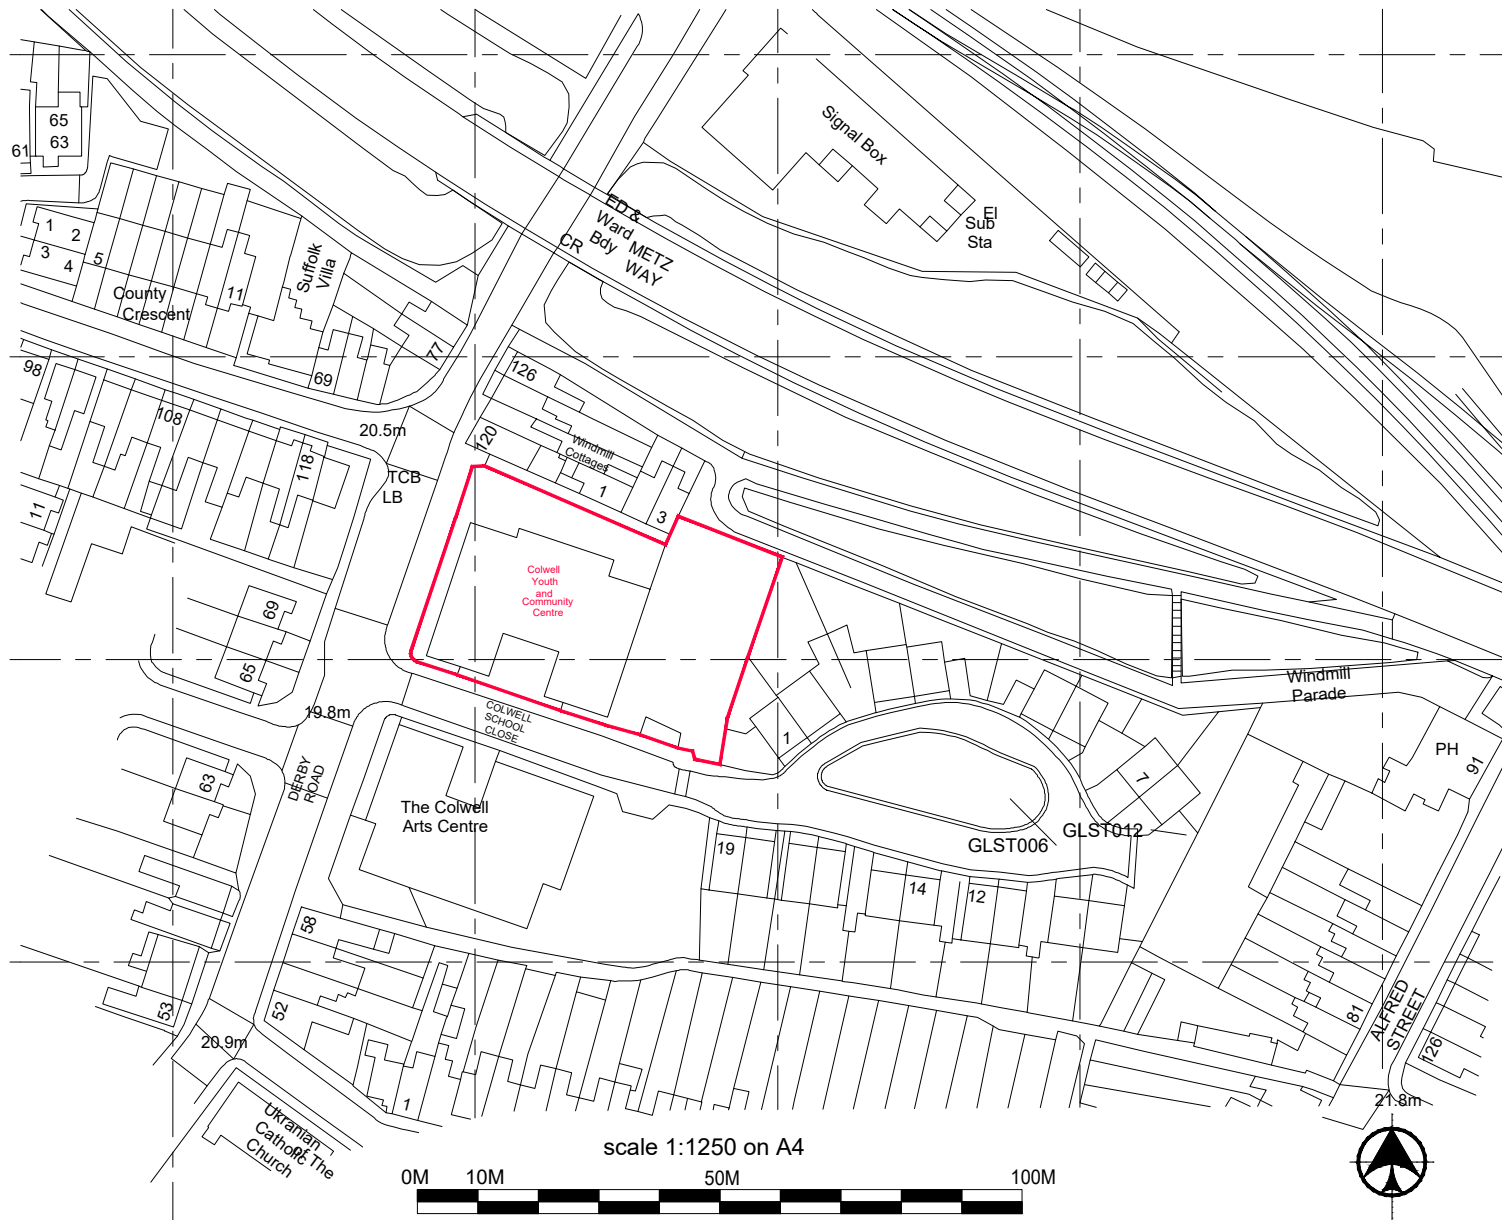 65
63
61
1
2
3
4
5
County
Crescent
11
Suffolk
Villa
69
77
98
108
118
11
20.5m
TCB
LB
126
120
Windmill
Cottages
1
3
ED &
Ward
Bdy
CR
METZ
WAY
Signal Box
El
Sub
Sta
Colwell
Youth
and
Community
Centre
69
65
19.8m
63
DERBY
ROAD
COLWELL
SCHOOL
CLOSE
The Colwell
Arts Centre
1
7
GLST006
GLST012
Windmill
Parade
PH
91
19
14
12
58
52
53
20.9m
1
Ukranian
Catholic
Church
of The
81
ALFRED
STREET
126
21.8m
scale 1:1250 on A4
0M 10M 50M 100M